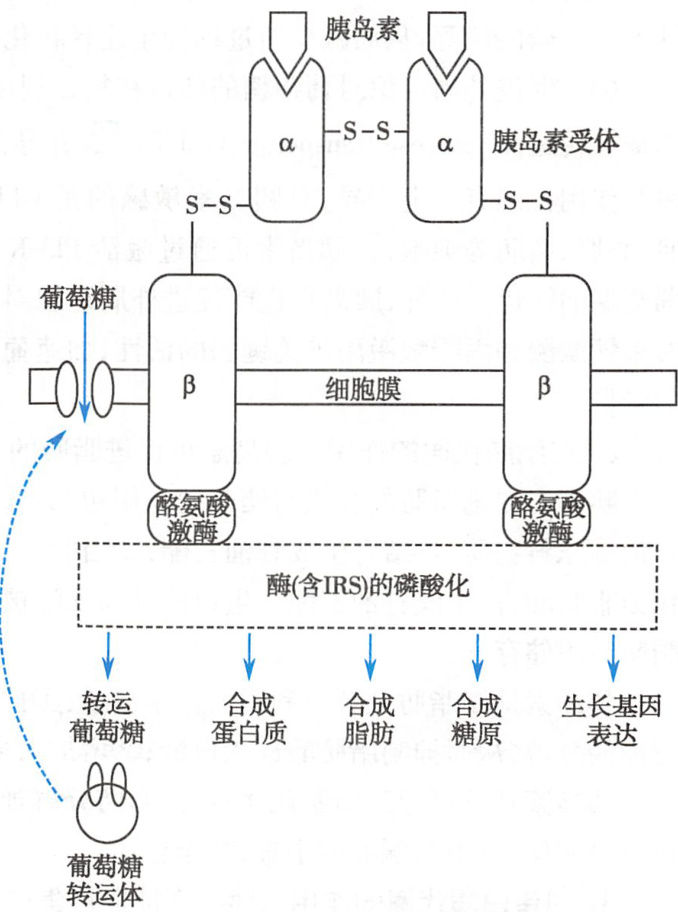 胰岛素
α
S-S
α
胰岛素受体
S-S
S-S
葡萄糖
β
细胞膜
β
酪氨酸
激酶
酪氨酸
激酶
酶(含IRS)的磷酸化
转运
葡萄糖
合成
蛋白质
合成
脂肪
合成
糖原
生长基因
表达
葡萄糖
转运体